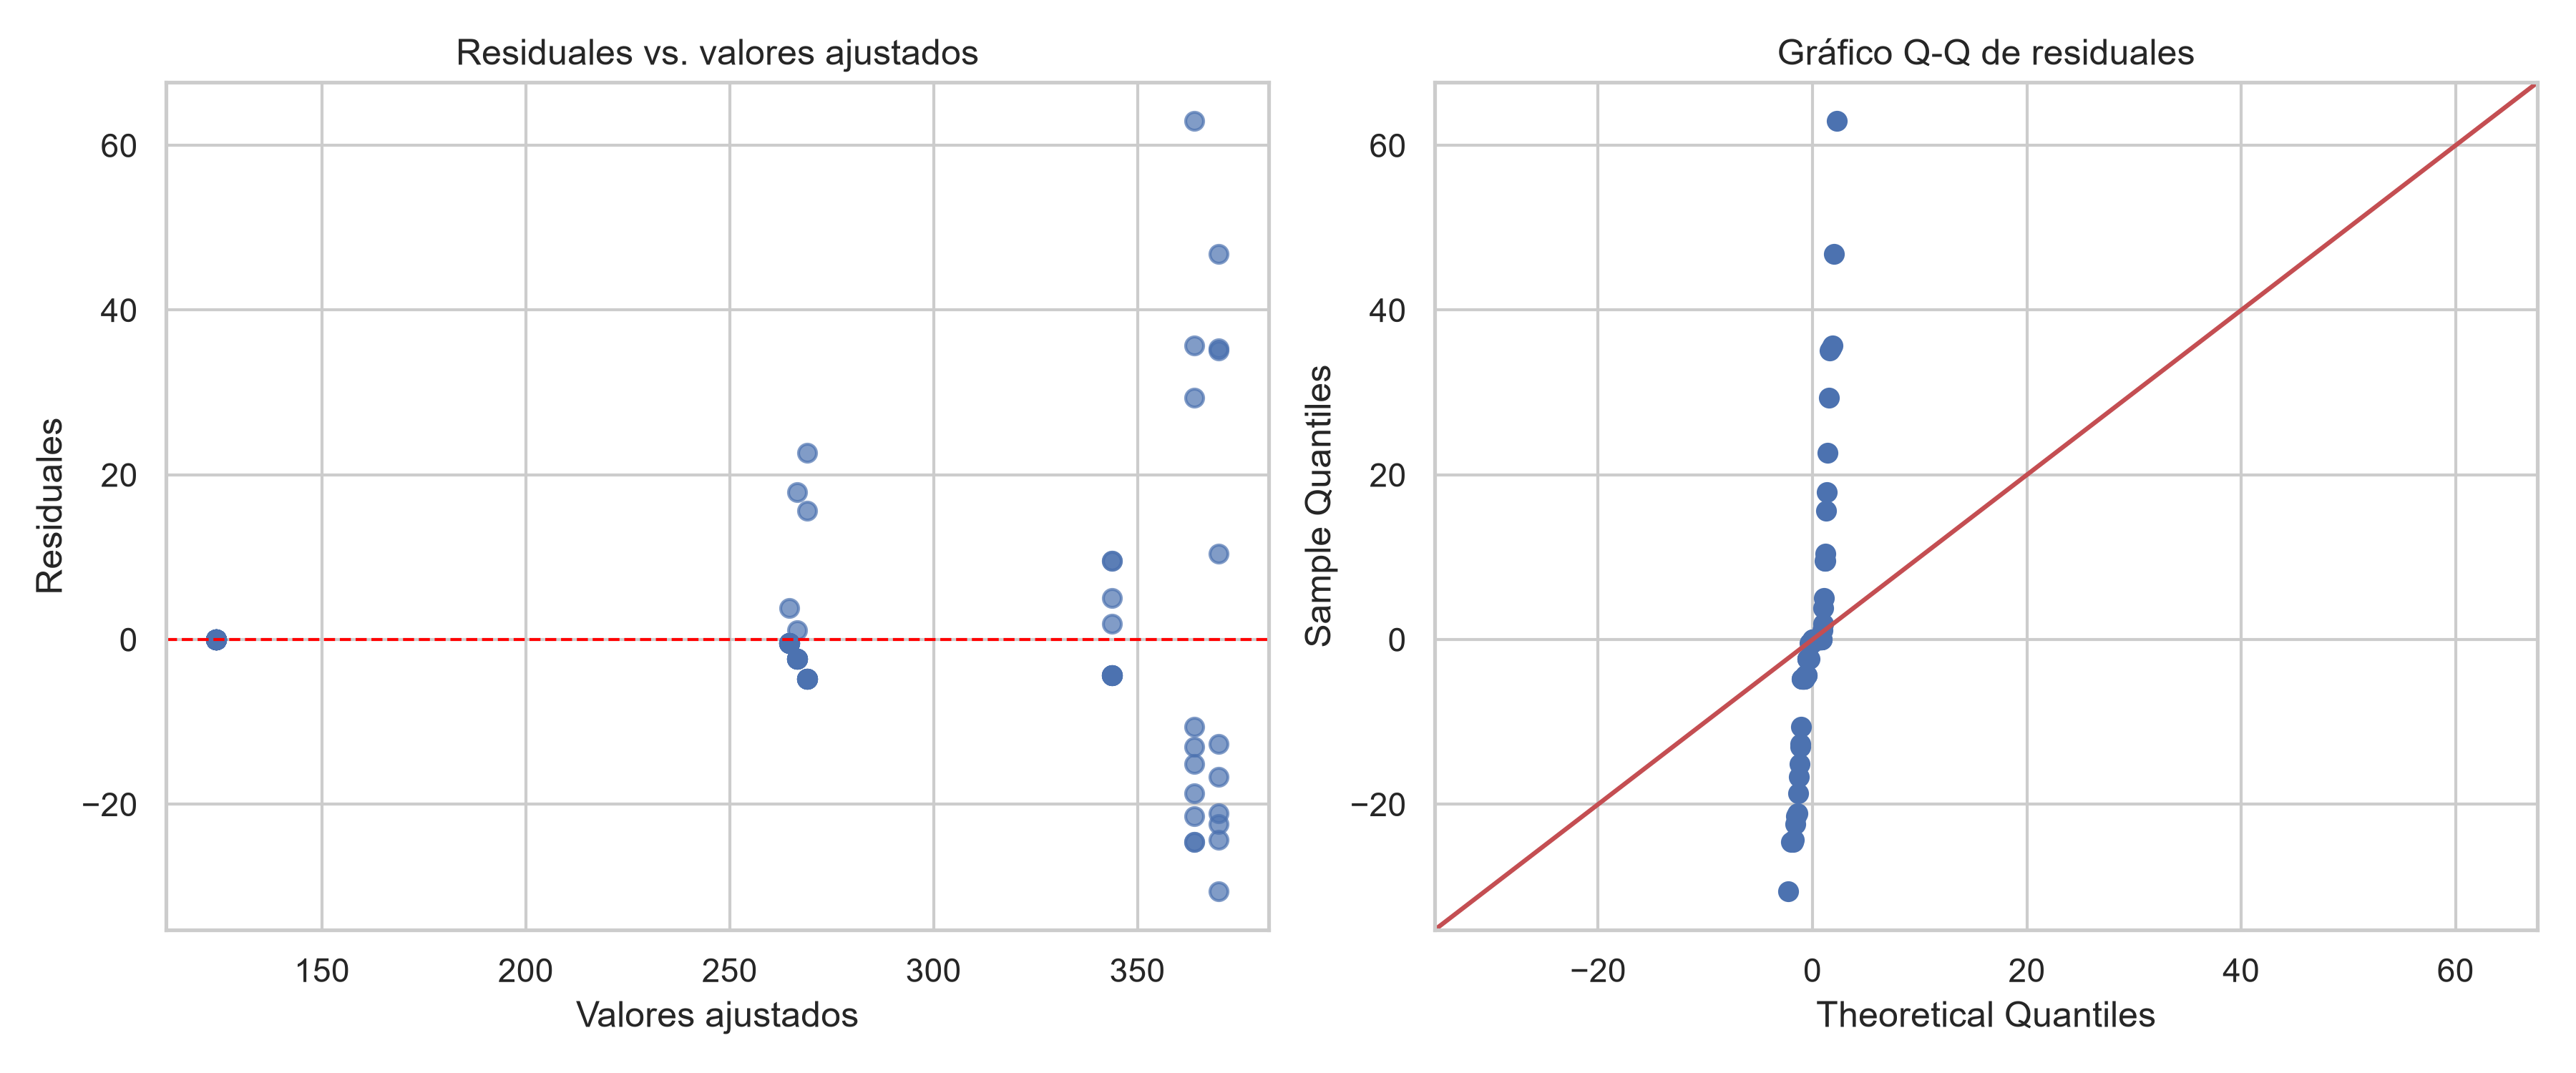 Residuales vs. valores ajustados
Residuales
60
40
20
0
−20
150 200 250 300 350
Valores ajustados
Gráfico Q-Q de residuales
Sample Quantiles
60
40
20
0
−20
−20 0 20 40 60
Theoretical Quantiles